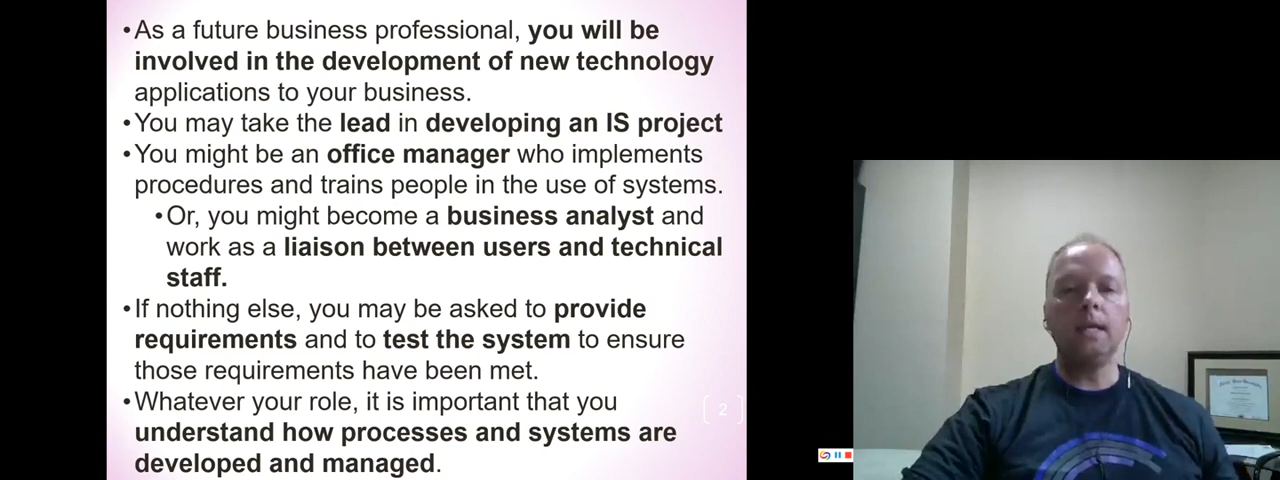 •As a future business professional, you will be
involved in the development of new technology
applications to your business.
•You may take the lead in developing an IS project
•You might be an office manager who implements
procedures and trains people in the use of systems.
•Or, you might become a business analyst and
work as a liaison between users and technical
staff.
•If nothing else, you may be asked to provide
requirements and to test the system to ensure
those requirements have been met.
•Whatever your role, it is important that you
understand how processes and systems are
developed and managed.
2